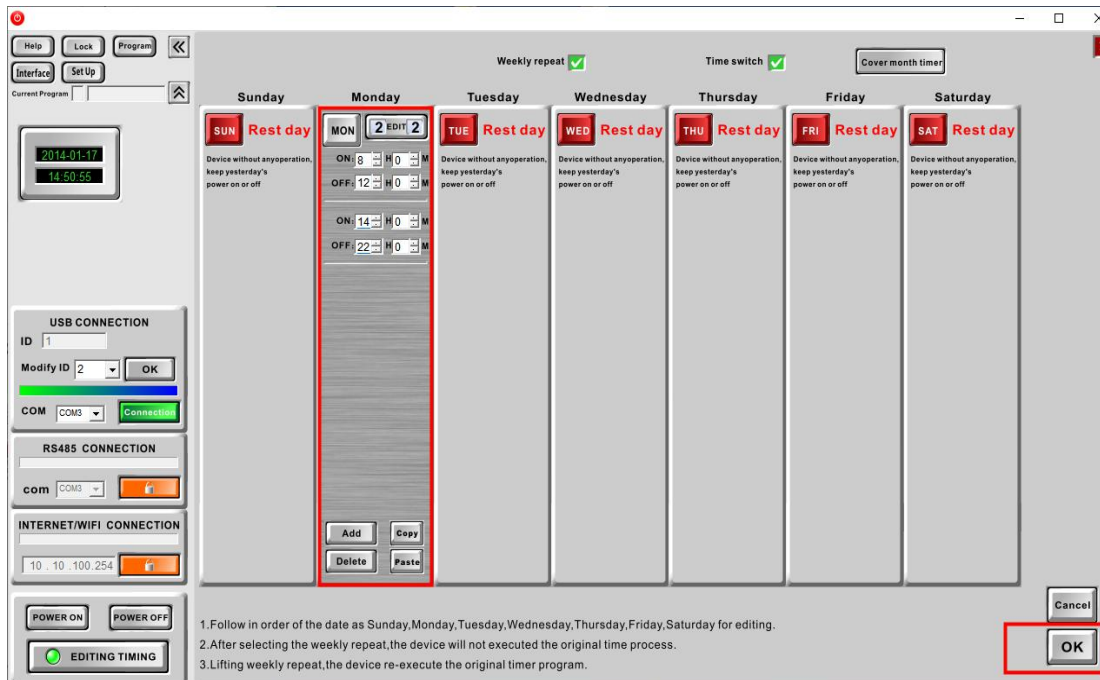 Help Lock Program
Interface Set Up
Current Program
Weekly repeat
Time switch
Cover month timer
Sunday Monday Tuesday Wednesday Thursday Friday Saturday
2014-01-17
14:50:55
SUN Rest day
Device without anyoperation,
keep yesterday's
power on or off
MON 2 EDIT 2
ON: 8 H 0 M
OFF: 12 H 0 M
ON: 14 H 0 M
OFF: 22 H 0 M
Add Copy
Delete Paste
TUE Rest day
Device without anyoperation,
keep yesterday's
power on or off
WED Rest day
Device without anyoperation,
keep yesterday's
power on or off
THU Rest day
Device without anyoperation,
keep yesterday's
power on or off
FRI Rest day
Device without anyoperation,
keep yesterday's
power on or off
SAT Rest day
Device without anyoperation,
keep yesterday's
power on or off
USB CONNECTION
ID 1
Modify ID 2 OK
COM COM3 Connection
RS485 CONNECTION
com COM3
INTERNET/WIFI CONNECTION
10 . 10 .100.254
POWER ON POWER OFF
EDITING TIMING
1.Follow in order of the date as Sunday,Monday,Tuesday,Wednesday,Thursday,Friday,Saturday for editing.
2.After selecting the weekly repeat,the device will not executed the original time process.
3.Lifting weekly repeat,the device re-execute the original timer program.
Cancel
OK